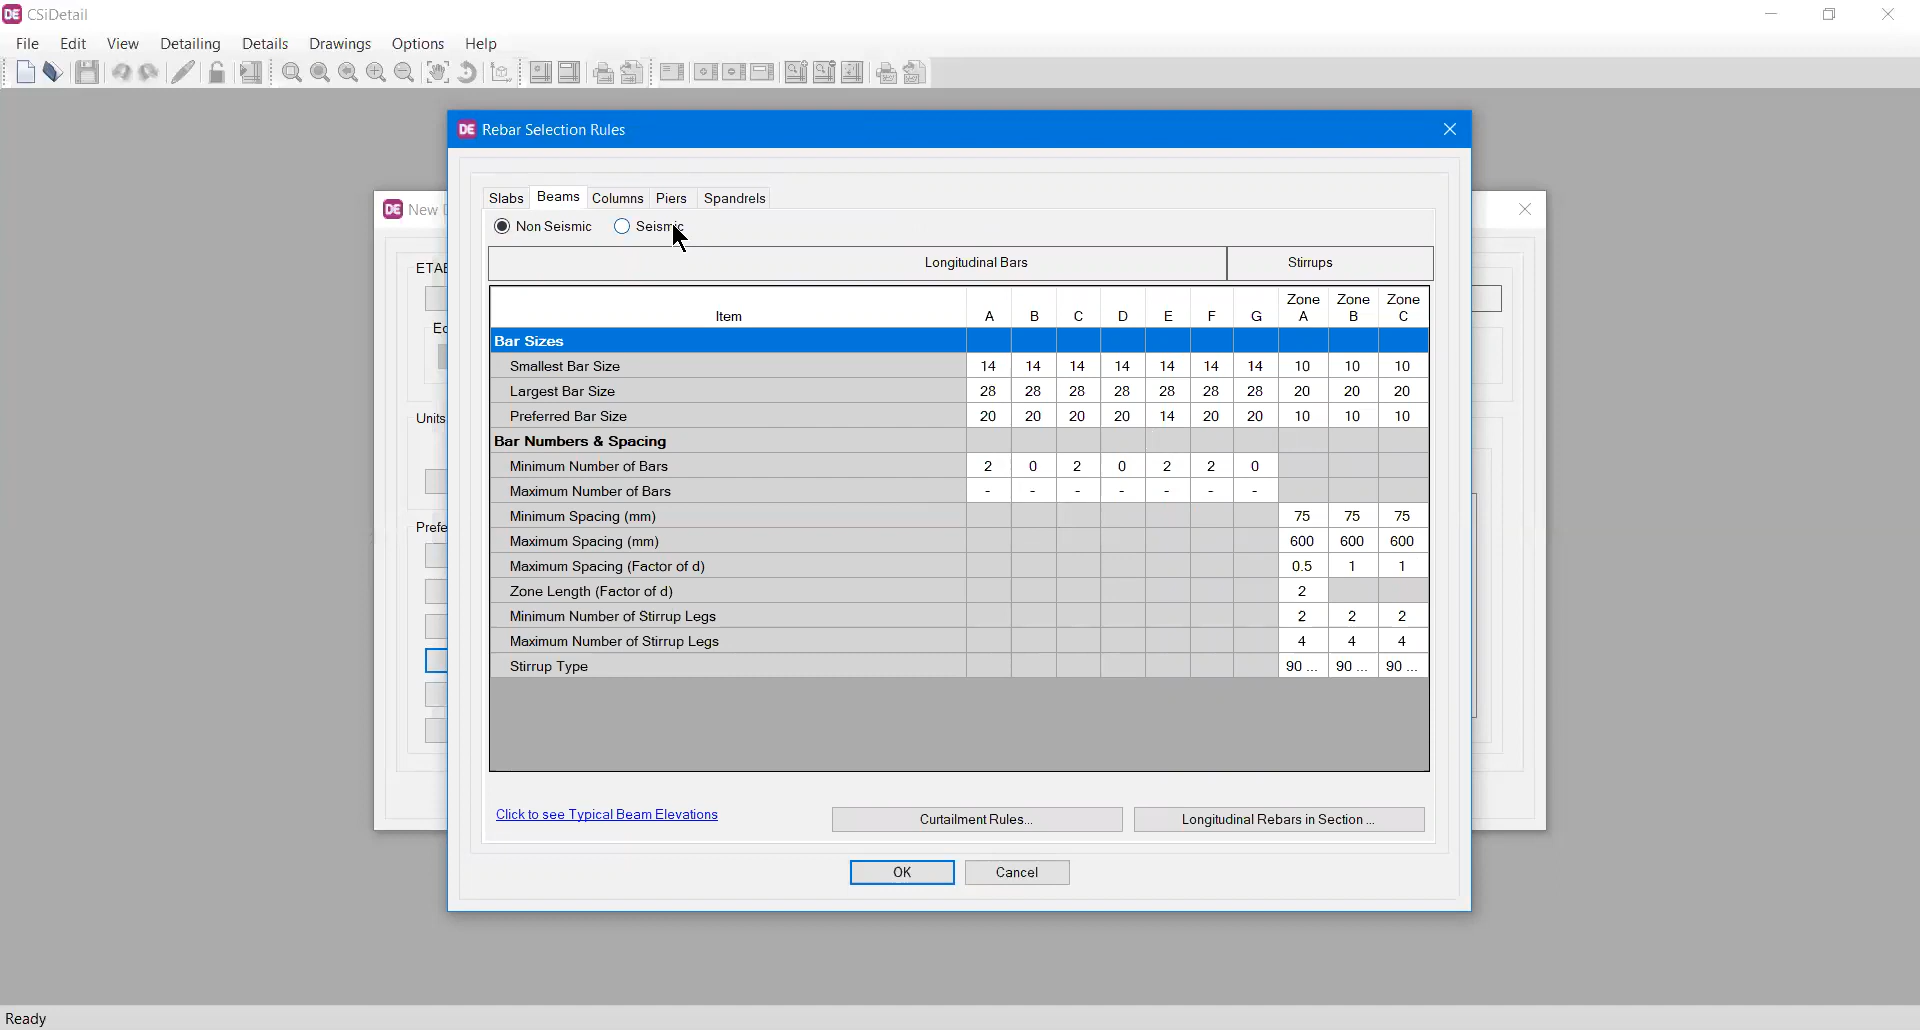 DE CSiDetail
File Edit View Detailing Details Drawings Options Help
DE Rebar Selection Rules
DE New
Slabs Beams Columns Piers Spandrels
Non Seismic Seismic
ETAB
Longitudinal Bars Stirrups
Item A B C D E F G Zone A Zone B Zone C
Bar Sizes
Smallest Bar Size 14 14 14 14 14 14 14 10 10 10
Largest Bar Size 28 28 28 28 28 28 28 20 20 20
Preferred Bar Size 20 20 20 20 14 20 20 10 10 10
Units
Bar Numbers & Spacing
Minimum Number of Bars 2 0 2 0 2 2 0
Maximum Number of Bars - - - - - - -
Minimum Spacing (mm) 75 75 75
Prefe
Maximum Spacing (mm) 600 600 600
Maximum Spacing (Factor of d) 0.5 1 1
Zone Length (Factor of d) 2
Minimum Number of Stirrup Legs 2 2 2
Maximum Number of Stirrup Legs 4 4 4
Stirrup Type 90 ... 90 ... 90 ...
Click to see Typical Beam Elevations Curtailment Rules... Longitudinal Rebars in Section ...
OK Cancel
Ready